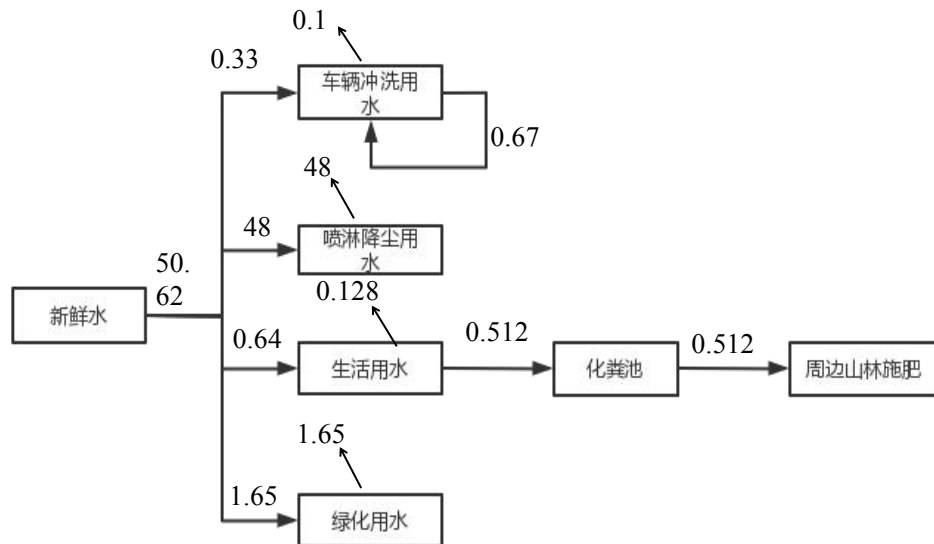 0.1
0.33
车辆冲洗用
水
0.67
48
48
喷淋降尘用
水
50.
62
新鲜水
0.128
0.64
生活用水
0.512
化粪池
0.512
周边山林施肥
1.65
1.65
绿化用水